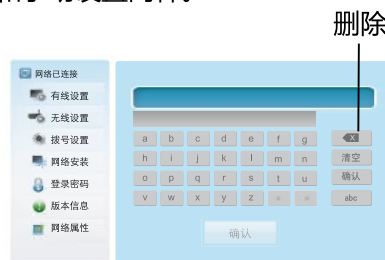 删除
网络已连接
有线设置
无线设置
拨号设置
网络安装
登录密码
版本信息
网络属性
a b c d e f g
h i j k l m n 清空
o p q r s t u 确认
v w x y z abc
确认